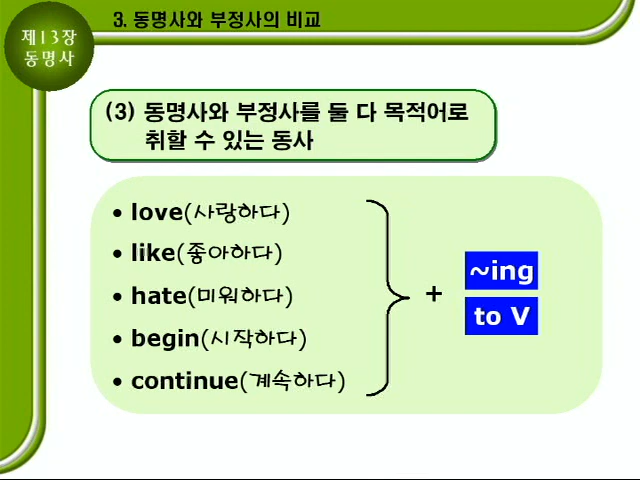 3. 동명사와 부정사의 비교
제13장
동명사
(3) 동명사와 부정사를 둘 다 목적어로
취할 수 있는 동사
• love(사랑하다)
• like(좋아하다)
• hate(미워하다)
• begin(시작하다)
• continue(계속하다)
+
~ing
to V